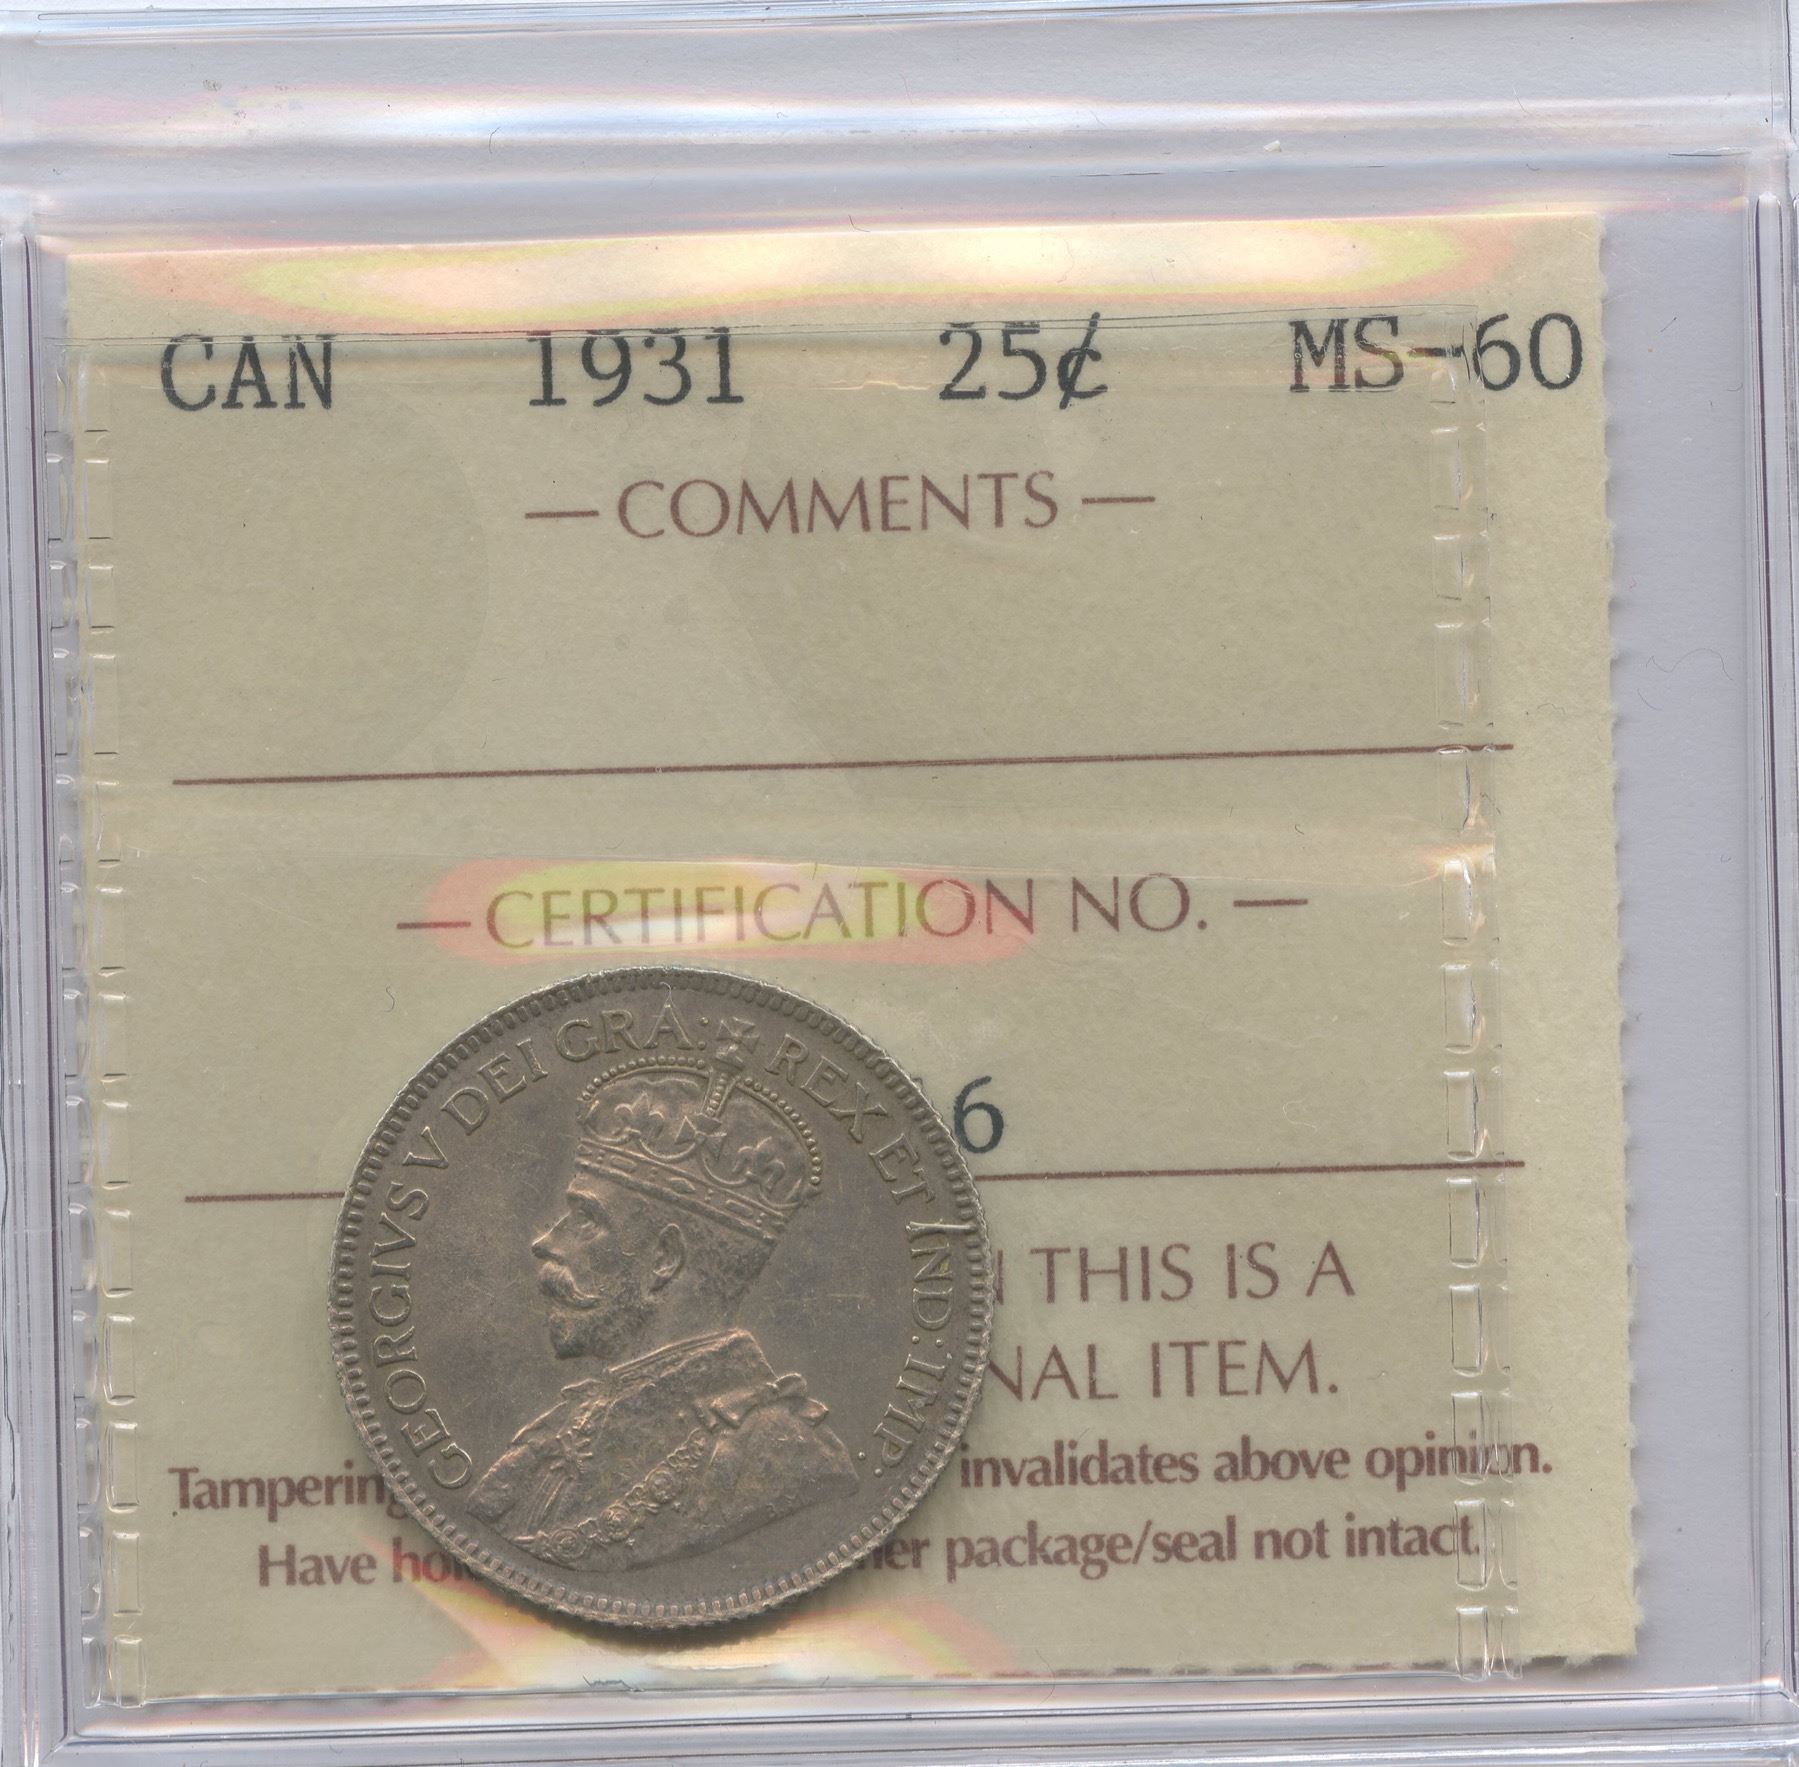 CAN 1931 25¢ MS-60
— COMMENTS —
— CERTIFICATION NO. —
6
GEORGIVS V DEI GRA: REX ET IND: IMP:
THIS IS A
NAL ITEM.
Tampering invalidates above opinion.
Have package/seal not intact.